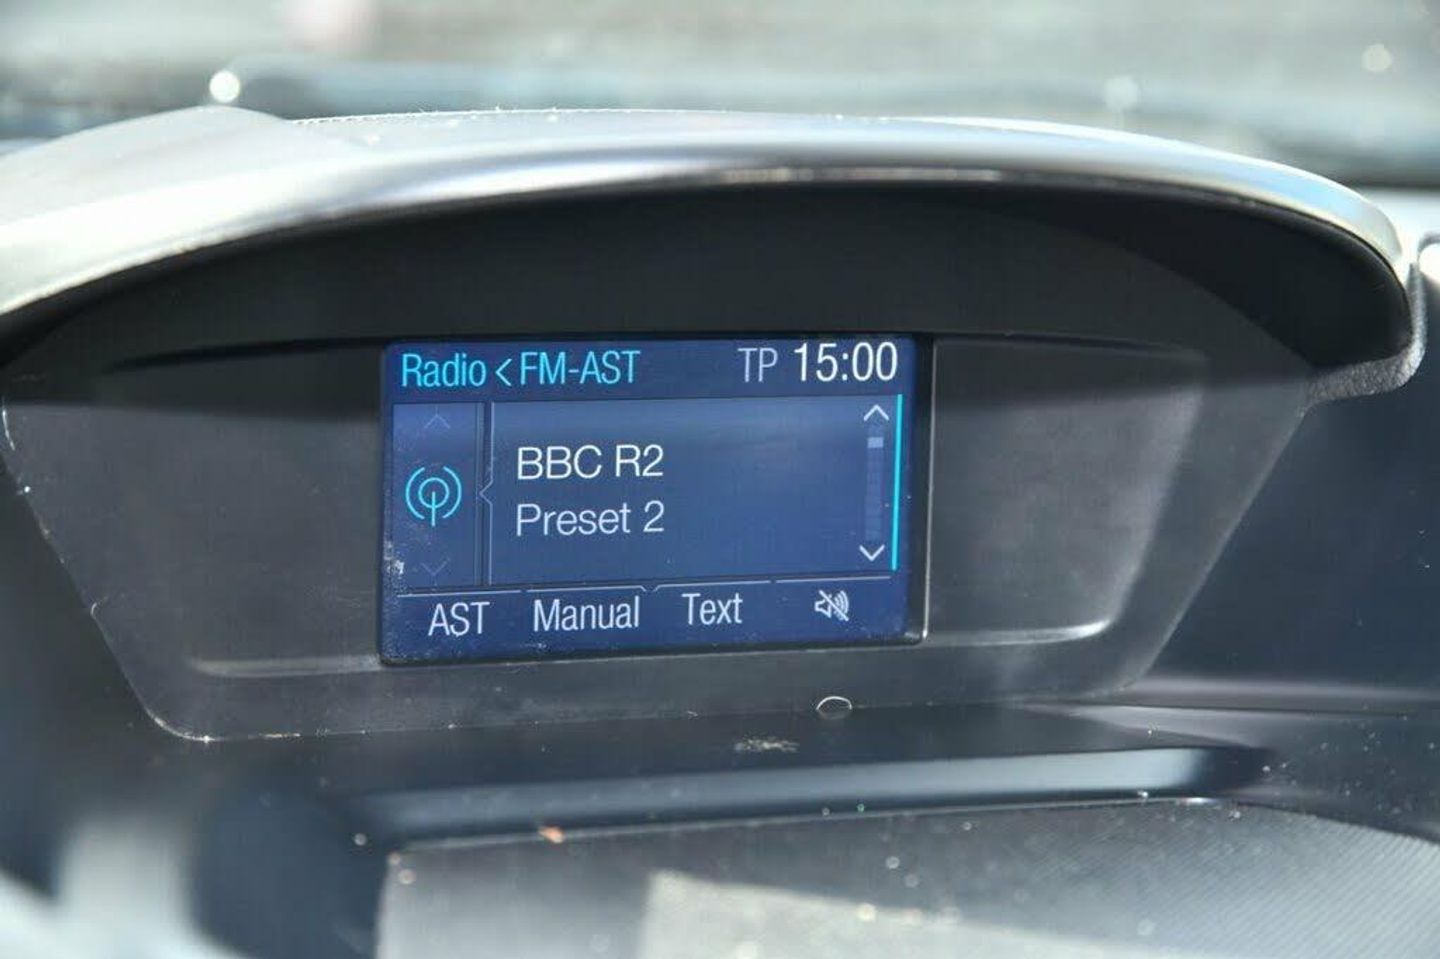 Radio < FM-AST TP 15:00
BBC R2
Preset 2
AST Manual Text